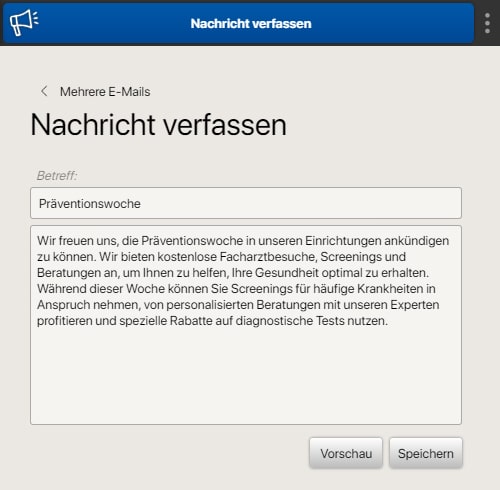 Nachricht verfassen
Mehrere E-Mails
Nachricht verfassen
Betreff:
Präventionswoche
Wir freuen uns, die Präventionswoche in unseren Einrichtungen ankündigen
zu können. Wir bieten kostenlose Facharztbesuche, Screenings und
Beratungen an, um Ihnen zu helfen, Ihre Gesundheit optimal zu erhalten.
Während dieser Woche können Sie Screenings für häufige Krankheiten in
Anspruch nehmen, von personalisierten Beratungen mit unseren Experten
profitieren und spezielle Rabatte auf diagnostische Tests nutzen.
Vorschau
Speichern